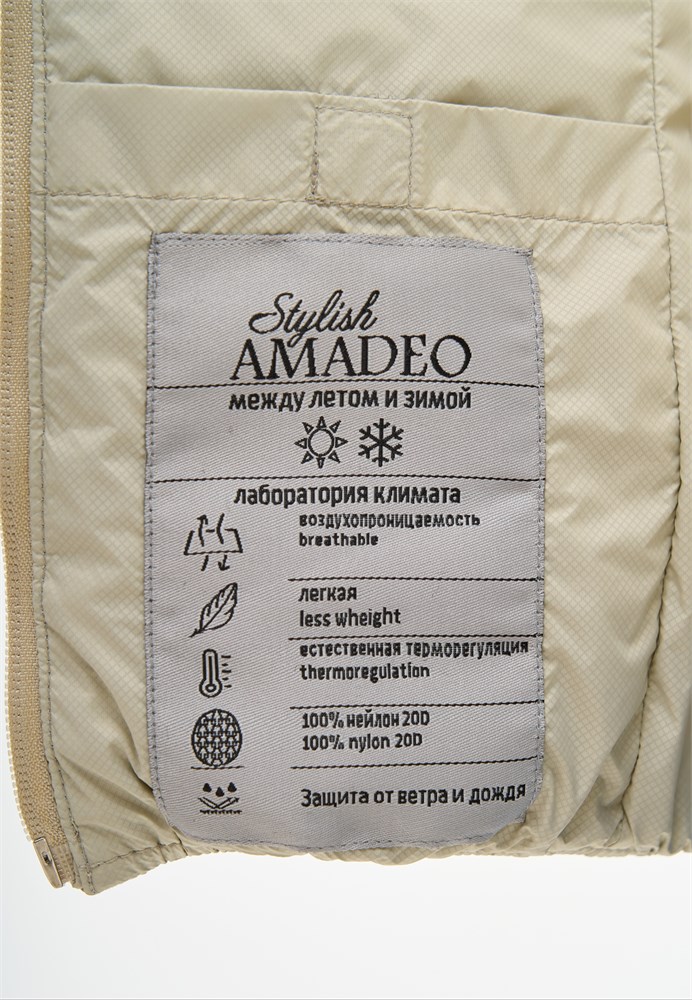 Stylish
AMADEO
между летом и зимой
лаборатория климата
воздухопроницаемость
breathable
легкая
less wheight
естественная терморегуляция
thermoregulation
100% нейлон 20D
100% nylon 20D
Защита от ветра и дождя